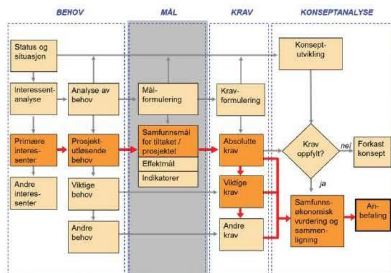 BEHOV
MÅL
KRAV
KONSEPTANALYSE
Status og
situasjon
Konsept-
utvikling
Interessent-
analyse
Analyse av
behov
Mål-
formulering
Krav-
formulering
Primære
interes-
senter
Prosjekt-
utløsende
behov
Samfunnsmål
for tiltaket /
prosjektet
Effektmål
Indikatorer
Absolutte
krav
Krav
oppfylt?
nei
Forkast
konsept
ja
Andre
interes-
senter
Viktige
behov
Viktige
krav
Andre
behov
Andre
krav
Samfunns-
økonomisk
vurdering og
sammen-
ligning
An-
befaling